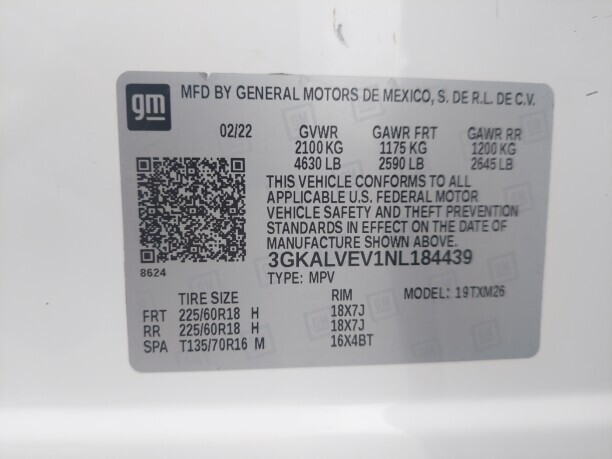 gm
MFD BY GENERAL MOTORS DE MEXICO, S. DE R.L. DE C.V.
02/22 GVWR GAWR FRT GAWR RR
2100 KG 1175 KG 1200 KG
4630 LB 2590 LB 2645 LB
THIS VEHICLE CONFORMS TO ALL
APPLICABLE U.S. FEDERAL MOTOR
VEHICLE SAFETY AND THEFT PREVENTION
STANDARDS IN EFFECT ON THE DATE OF
MANUFACTURE SHOWN ABOVE.
8624
3GKALVEV1NL184439
TYPE: MPV
TIRE SIZE RIM MODEL: 19TXM26
FRT 225/60R18 H 18X7J
RR 225/60R18 H 18X7J
SPA T135/70R16 M 16X4BT